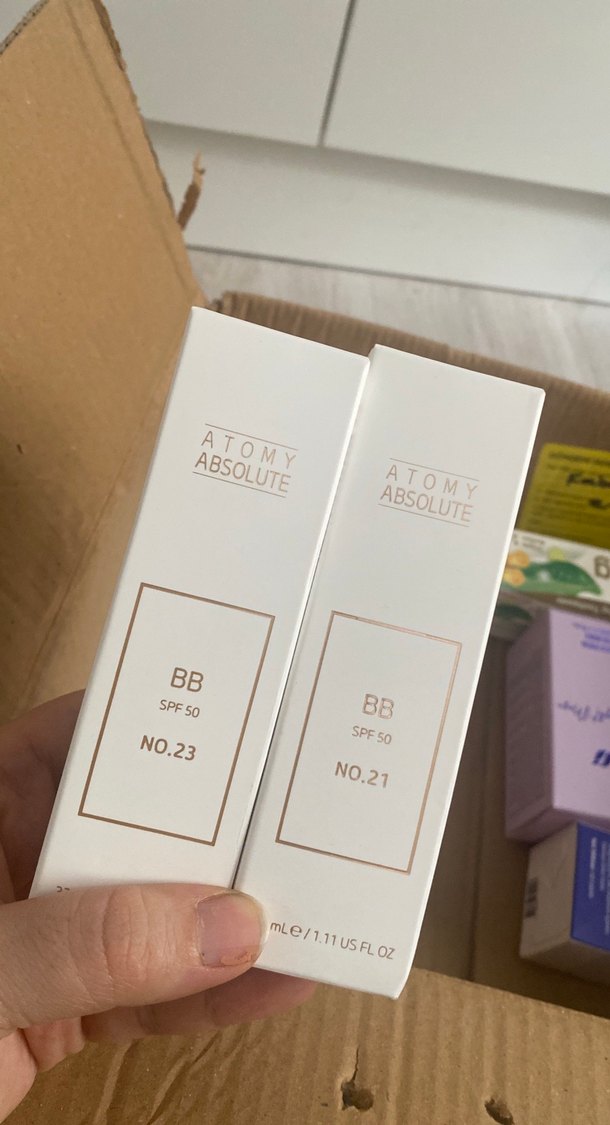 ATOMY
ABSOLUTE
BB
SPF 50
NO.23
ATOMY
ABSOLUTE
BB
SPF 50
NO.21
mLe/1.11 US FL OZ